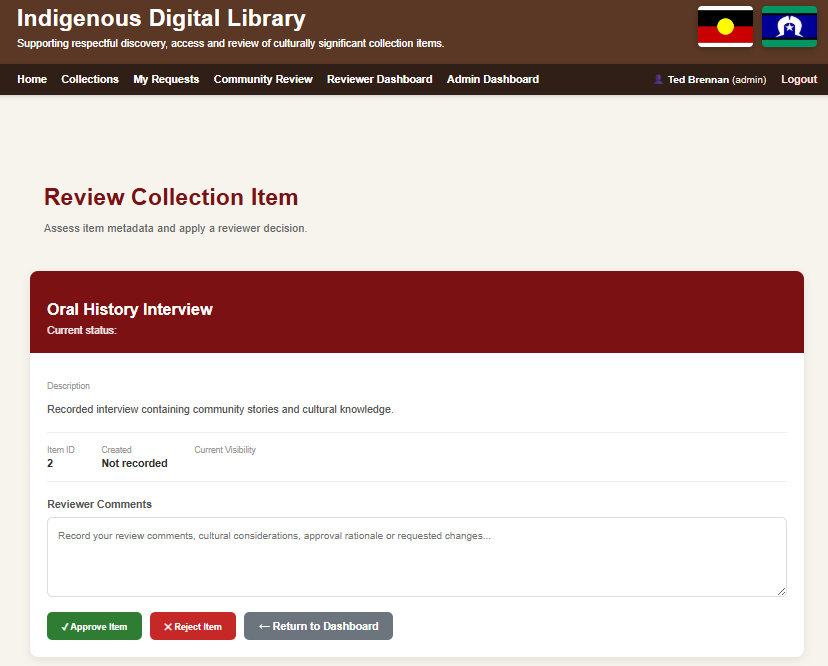 Indigenous Digital Library
Supporting respectful discovery, access and review of culturally significant collection items.
Home Collections My Requests Community Review Reviewer Dashboard Admin Dashboard Ted Brennan (admin) Logout
Review Collection Item
Assess item metadata and apply a reviewer decision.
Oral History Interview
Current status:
Description
Recorded interview containing community stories and cultural knowledge.
Item ID Created Current Visibility
2 Not recorded
Reviewer Comments
Record your review comments, cultural considerations, approval rationale or requested changes...
✓ Approve Item ✕ Reject Item ← Return to Dashboard